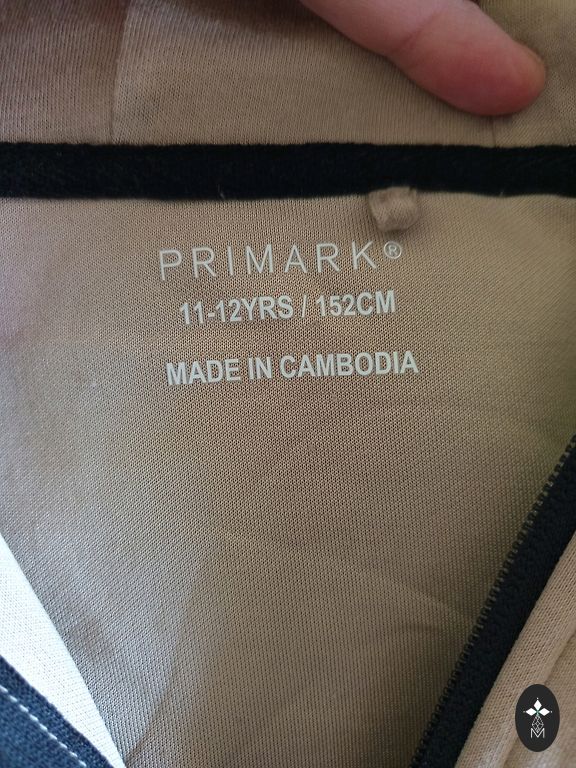 PRIMARK®
11-12YRS / 152CM
MADE IN CAMBODIA
M